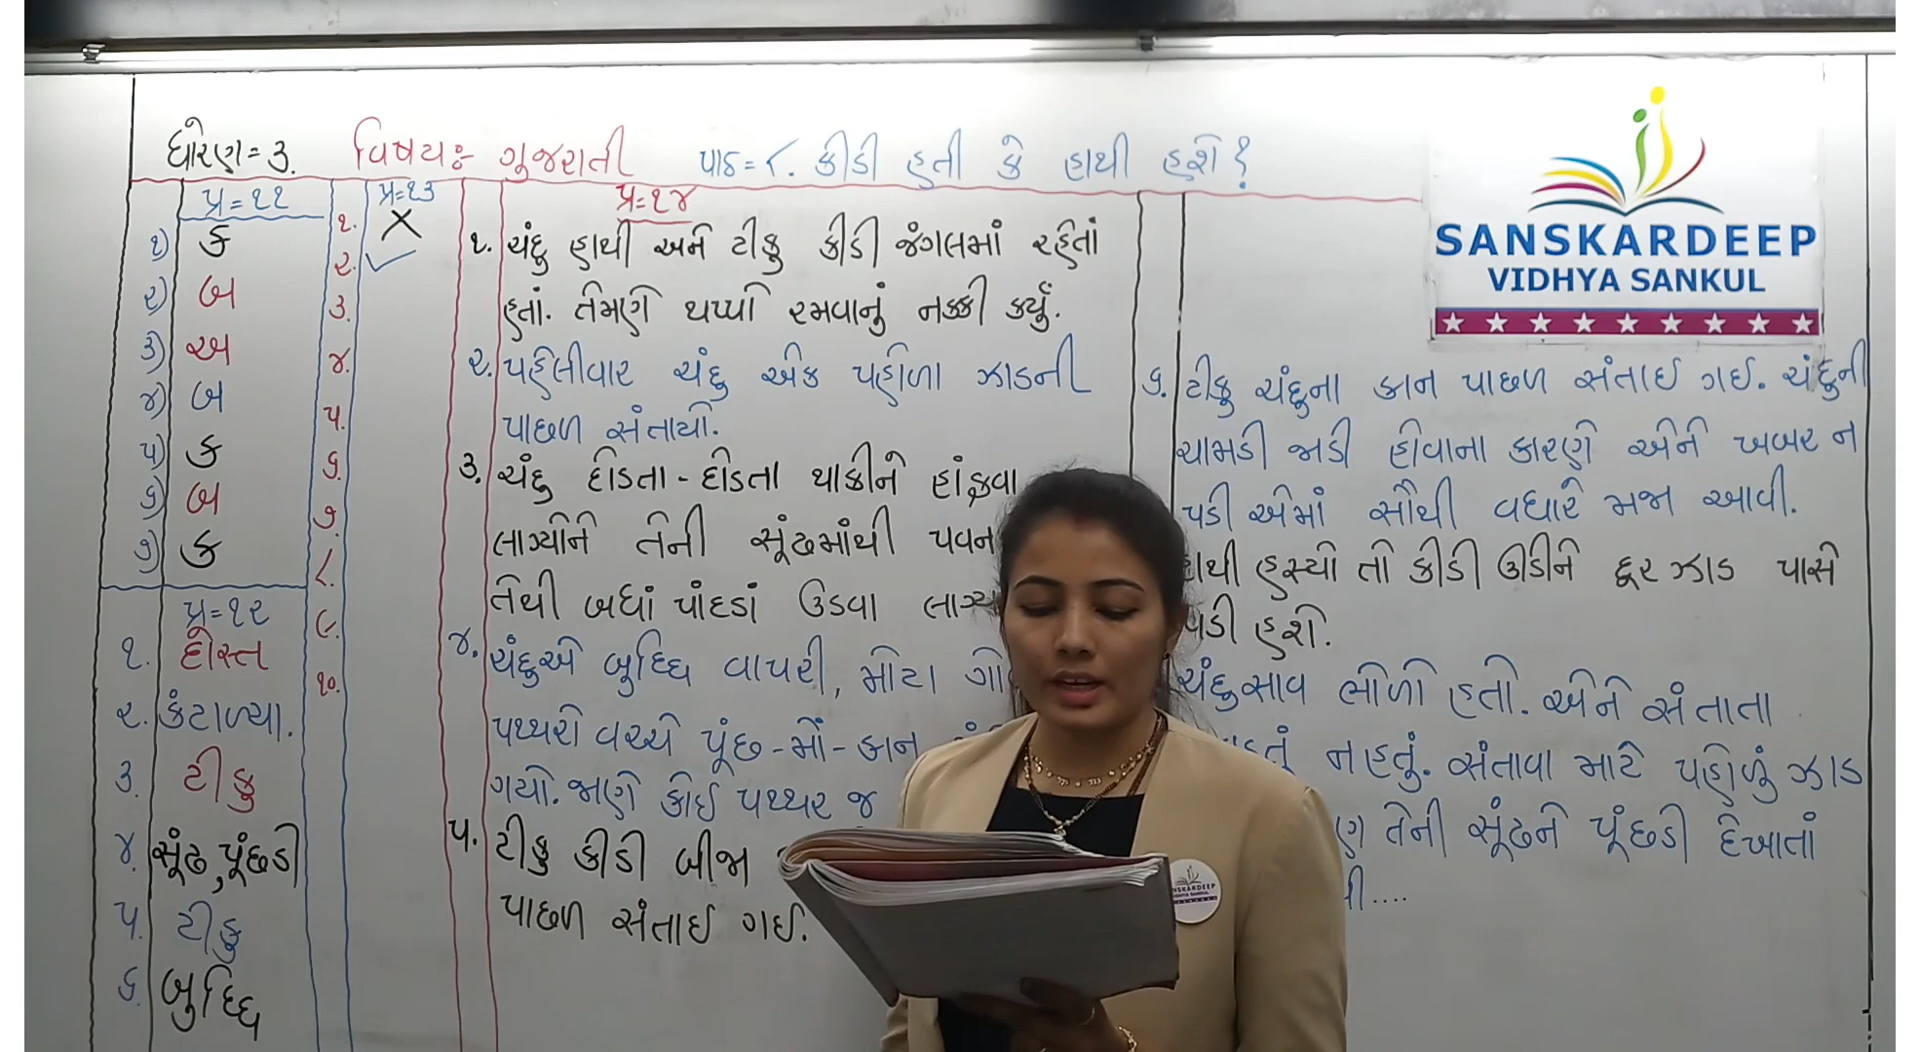 ધોરણ = ૩. વિષય:- ગુજરાતી પાઠ = ૮. કીડી હતી કે હાથી હશે?
પ્ર=૧૧
૧) ક
૨) બ
૩) અ
૪) બ
૫) ક
૬) બ
૭) ક
પ્ર=૧૨
૧. દોસ્ત
૨. કંટાળ્યા.
૩. ટીકુ
૪. સૂંઢ, પૂંછડી
૫. ટીકુ
૬. બુદ્ધિ
પ્ર=૧૩
૧. X
૨. ✓
૩.
૪.
૫.
૬.
૭.
૮.
૯.
૧૦.
પ્ર=૧૪
૧. ચંદુ હાથી અને ટીકુ કીડી જંગલમાં રહેતાં
હતાં. તેમણે થપ્પો રમવાનું નક્કી કર્યું.
૨. પહેલીવાર ચંદુ એક પહોળા ઝાડની
પાછળ સંતાયો.
૩. ચંદુ દોડતા - દોડતા થાકીને હાંફવા
લાગ્યોને તેની સૂંઢમાંથી પવન
તેથી બધાં પાંદડાં ઉડવા
૪. ચંદુએ બુદ્ધિ વાપરી, મોટા
પથ્થરો વચ્ચે પૂંછ - મોં - કાન
ગયો. જાણે કોઈ પથ્થર જ
૫. ટીકુ કીડી બીજા
પાછળ સંતાઈ ગઈ.
૬. ટીકુ ચંદુના કાન પાછળ સંતાઈ ગઈ. ચંદુની
ચામડી જાડી હોવાના કારણે એને ખબર ન
પડી એમાં સૌથી વધારે મજા આવી.
હસ્યો તો કીડી ઊડીને દૂર ઝાડ પાસે
પડી હશે.
ચંદુ સાવ ભોળો હતો. એને સંતાતા
નહતું. સંતાવા માટે પહોળું ઝાડ
તેની સૂંઢને પૂંછડી દેખાતાં
SANSKARDEEP
VIDHYA SANKUL
NSKARDEEP